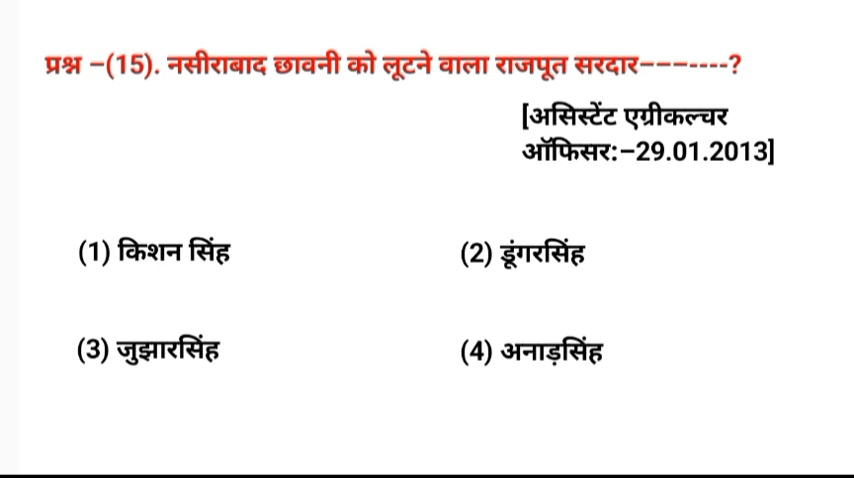 प्रश्न –(15). नसीराबाद छावनी को लूटने वाला राजपूत सरदार–––----?
[असिस्टेंट एग्रीकल्चर
ऑफिसर:–29.01.2013]
(1) किशन सिंह
(2) डूंगरसिंह
(3) जुझारसिंह
(4) अनाड़सिंह